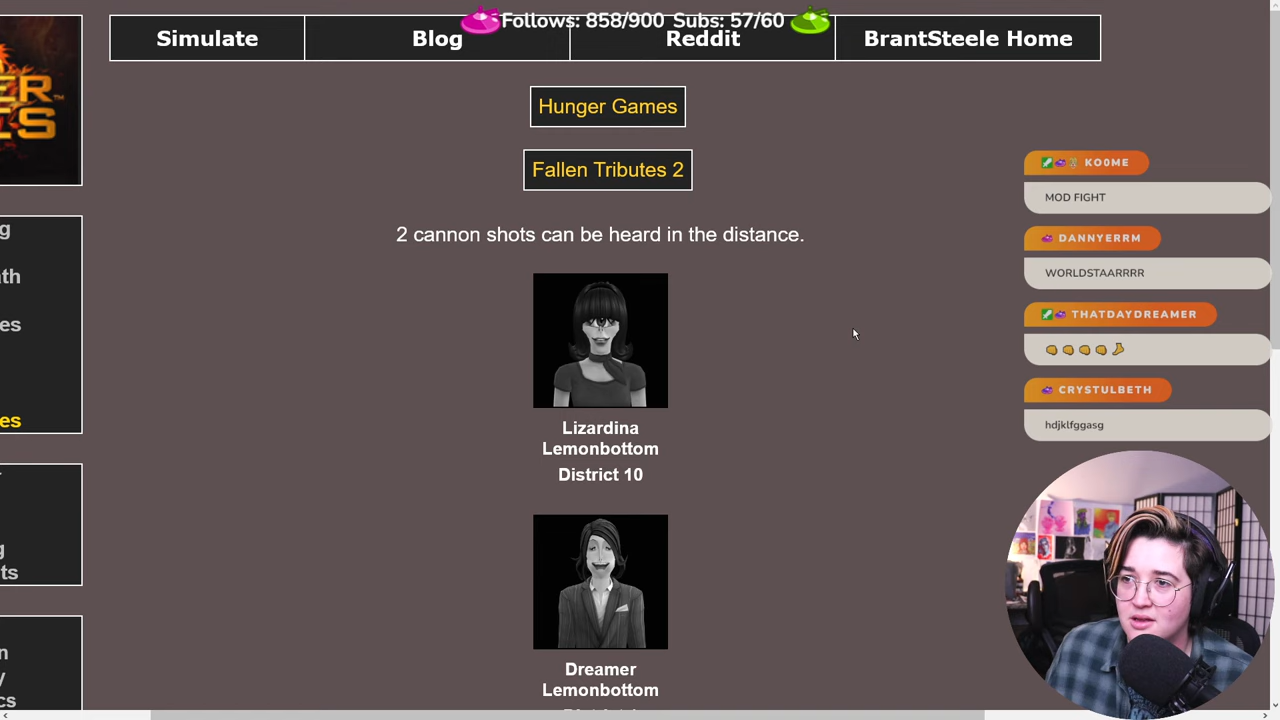 Follows: 858/900 Subs: 57/60
Simulate
Blog
Reddit
BrantSteele Home
Hunger Games
Fallen Tributes 2
2 cannon shots can be heard in the distance.
Lizardina
Lemonbottom
District 10
Dreamer
Lemonbottom
KO0ME
MOD FIGHT
DANNYERRM
WORLDSTAARRRR
THATDAYDREAMER
CRYSTULBETH
hdjklfggasg